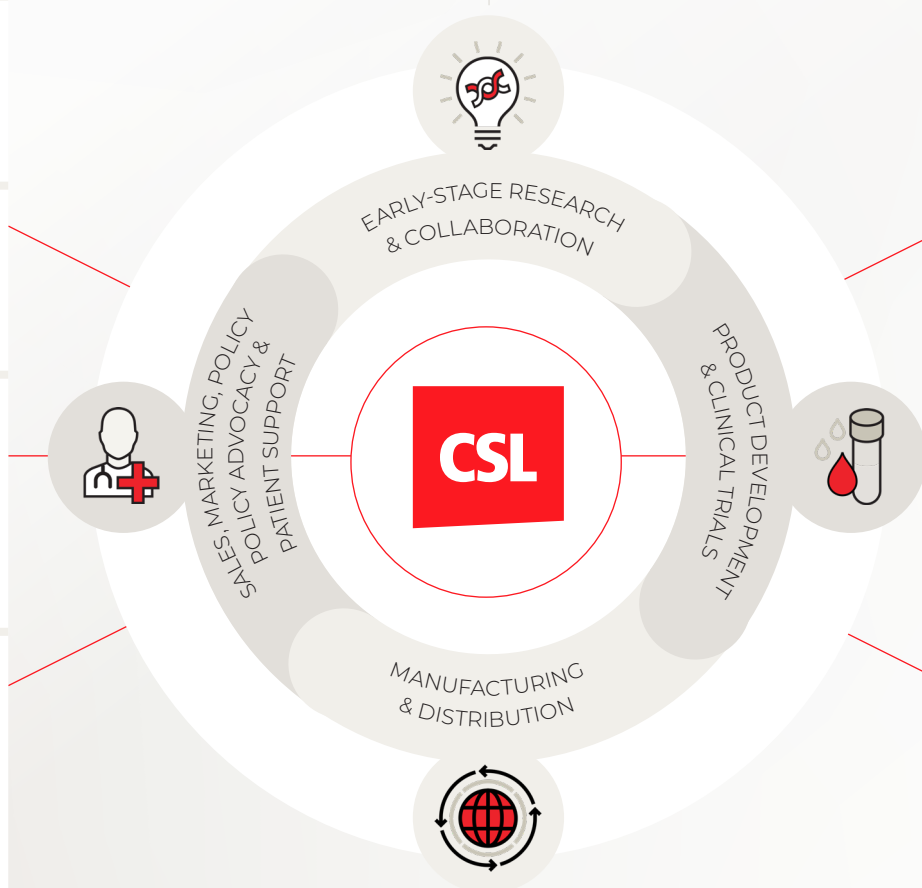 EARLY-STAGE RESEARCH
& COLLABORATION
PRODUCT DEVELOPMENT
& CLINICAL TRIALS
MANUFACTURING
& DISTRIBUTION
SALES, MARKETING, POLICY
POLICY ADVOCACY &
PATIENT SUPPORT
CSL